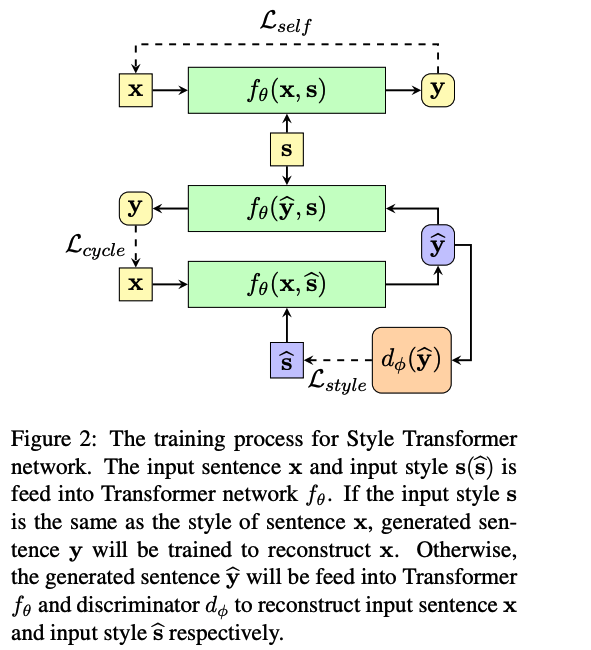 ℒ_self
x f_θ(x, s) y
s
y f_θ(ŷ, s)
ŷ
ℒ_cycle
x f_θ(x, ŝ)
ŝ d_ϕ(ŷ)
ℒ_style
Figure 2: The training process for Style Transformer
network. The input sentence x and input style s(ŝ) is
feed into Transformer network f_θ. If the input style s
is the same as the style of sentence x, generated sen-
tence y will be trained to reconstruct x. Otherwise,
the generated sentence ŷ will be feed into Transformer
f_θ and discriminator d_ϕ to reconstruct input sentence x
and input style ŝ respectively.